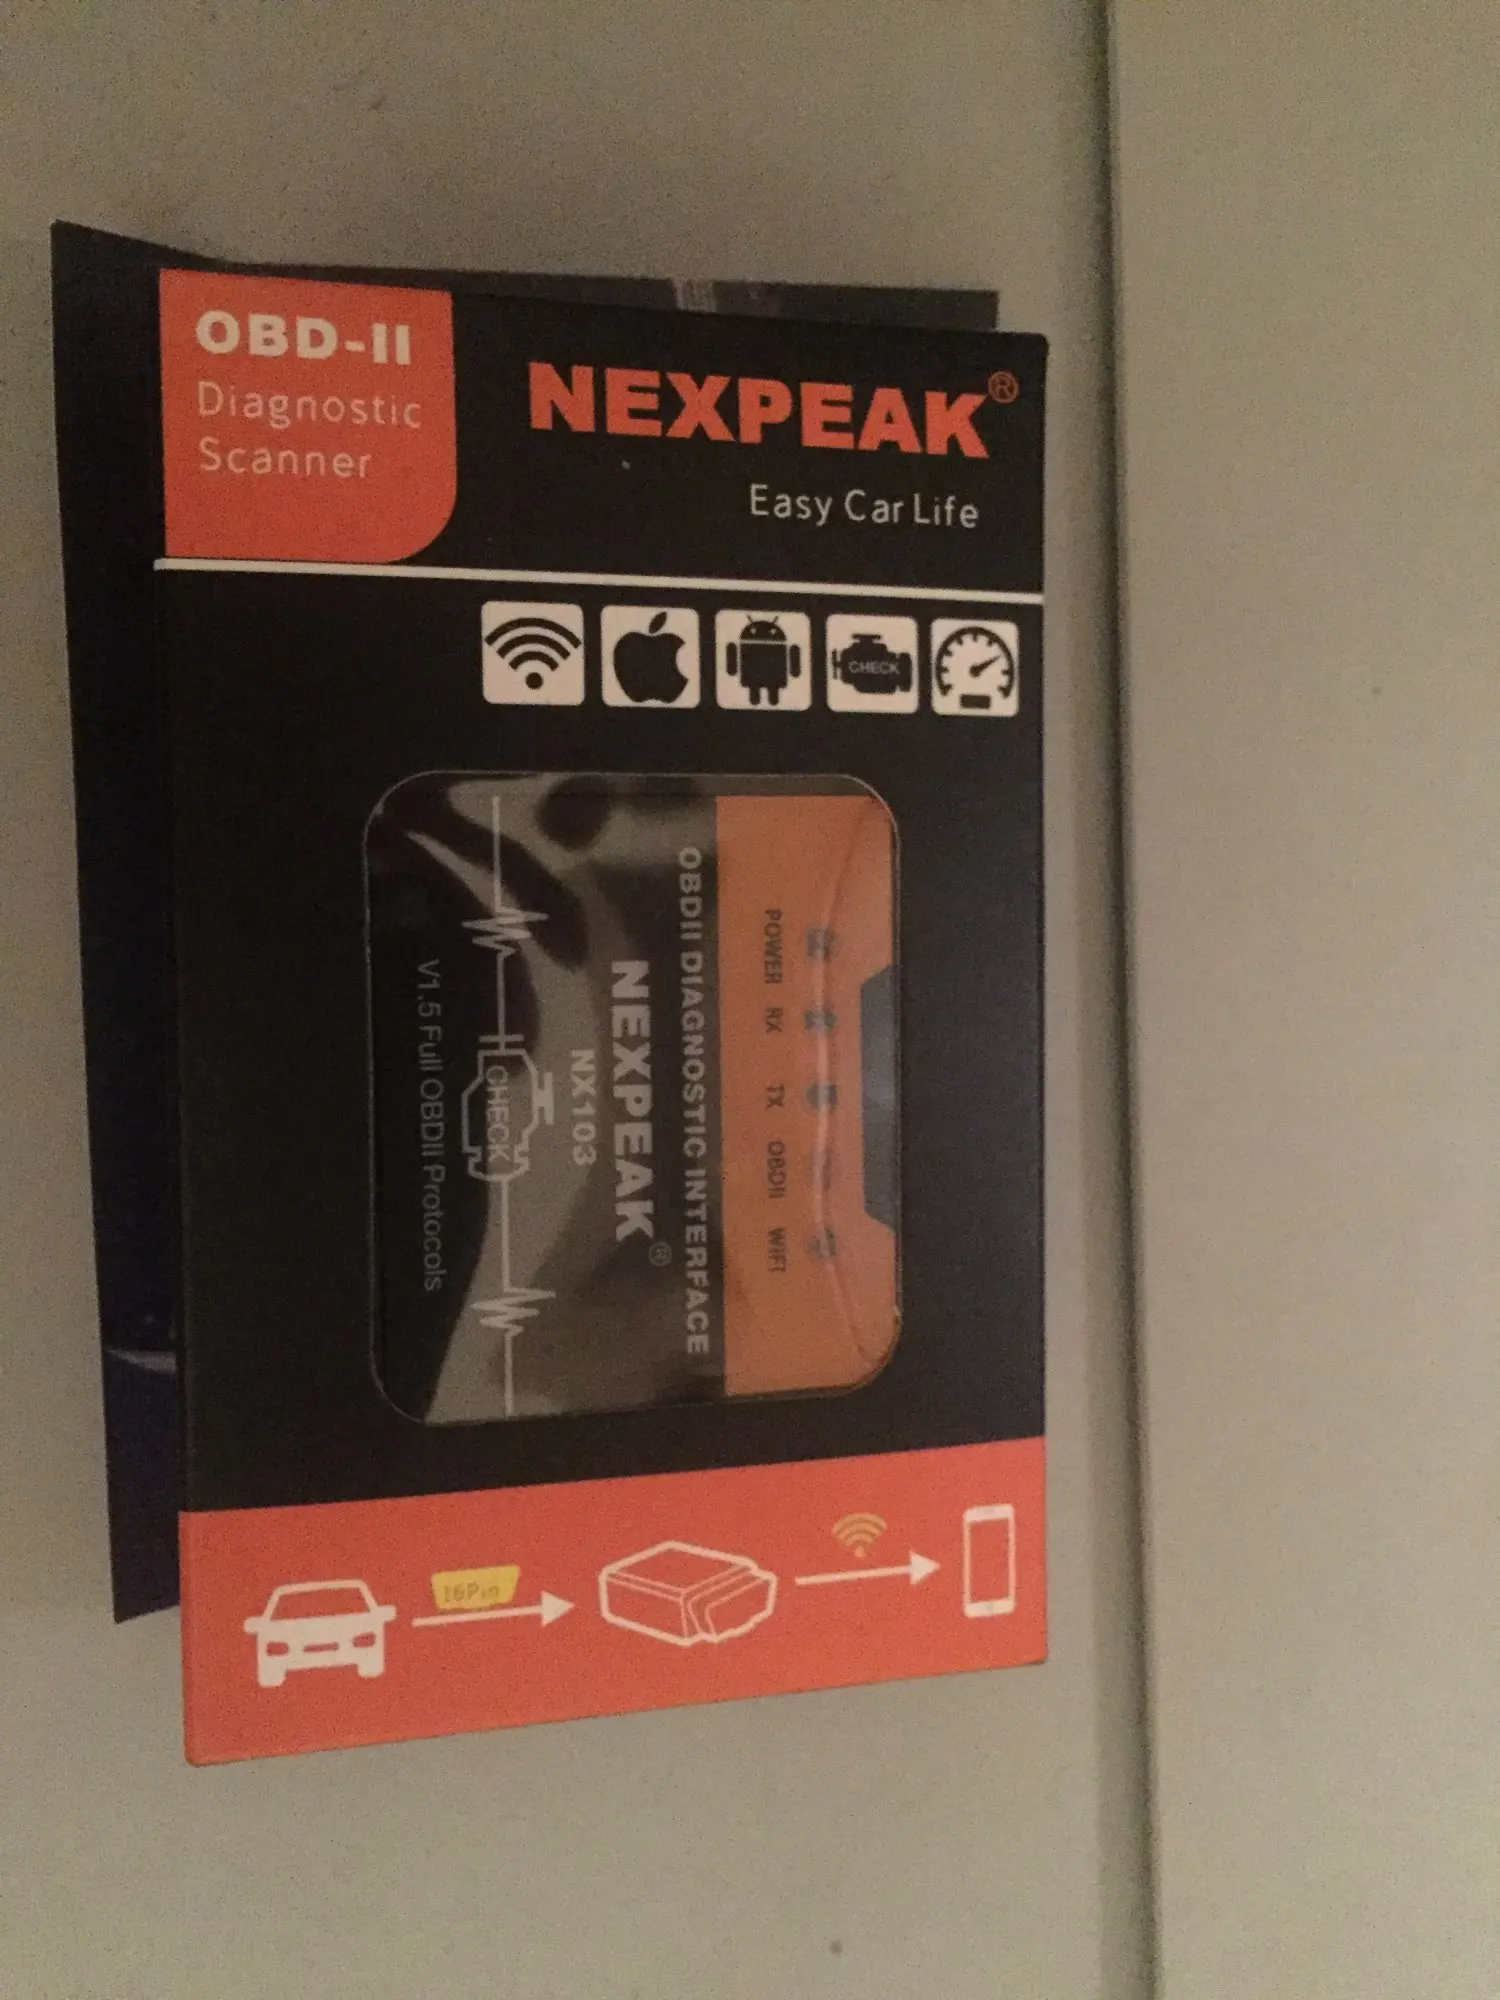 OBD-II
Diagnostic
Scanner
NEXPEAK®
Easy Car Life
CHECK
OBDII DIAGNOSTIC INTERFACE
NEXPEAK®
NX103
CHECK
V1.5 Full OBDII Protocols
POWER RX TX OBDII WIFI
16Pin